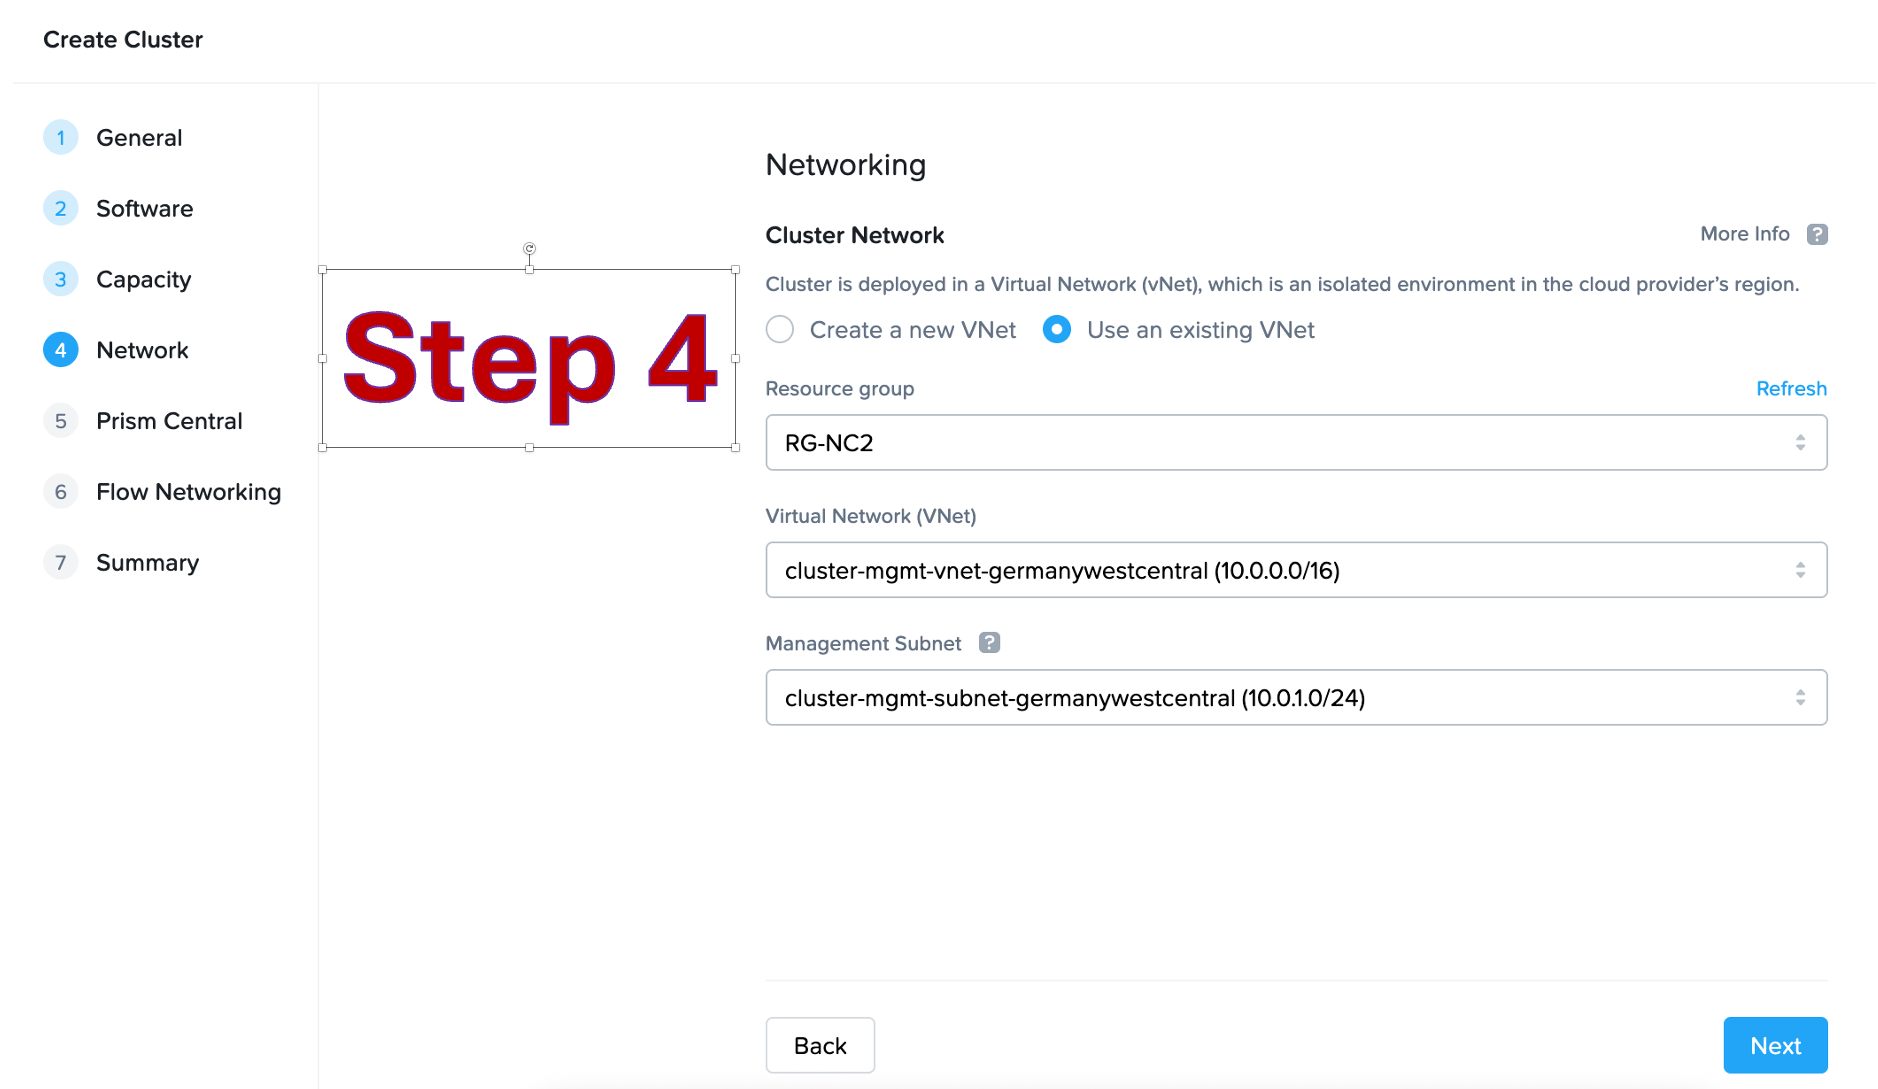 Create Cluster
1 General
2 Software
3 Capacity
4 Network
5 Prism Central
6 Flow Networking
7 Summary
Step 4
Networking
Cluster Network
More Info ?
Cluster is deployed in a Virtual Network (vNet), which is an isolated environment in the cloud provider’s region.
Create a new VNet Use an existing VNet
Resource group
Refresh
RG-NC2
Virtual Network (VNet)
cluster-mgmt-vnet-germanywestcentral (10.0.0.0/16)
Management Subnet ?
cluster-mgmt-subnet-germanywestcentral (10.0.1.0/24)
Back
Next